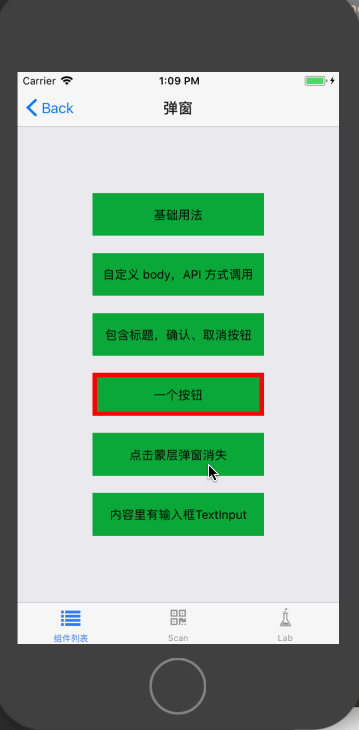 Carrier 1:09 PM
Back 弹窗
基础用法
自定义 body，API 方式调用
包含标题，确认、取消按钮
一个按钮
点击蒙层弹窗消失
内容里有输入框TextInput
组件列表 Scan Lab